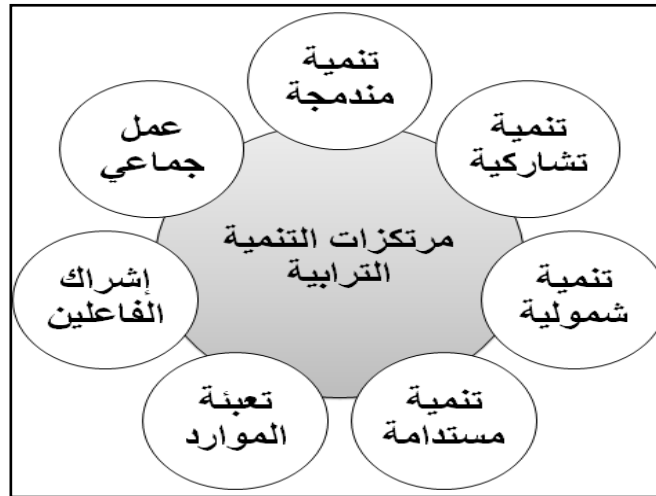 تنمية
مندمجة
تنمية
تشاركية
تنمية
شمولية
تنمية
مستدامة
تعبئة
الموارد
إشراك
الفاعلين
عمل
جماعي
مرتكزات التنمية
الترابية